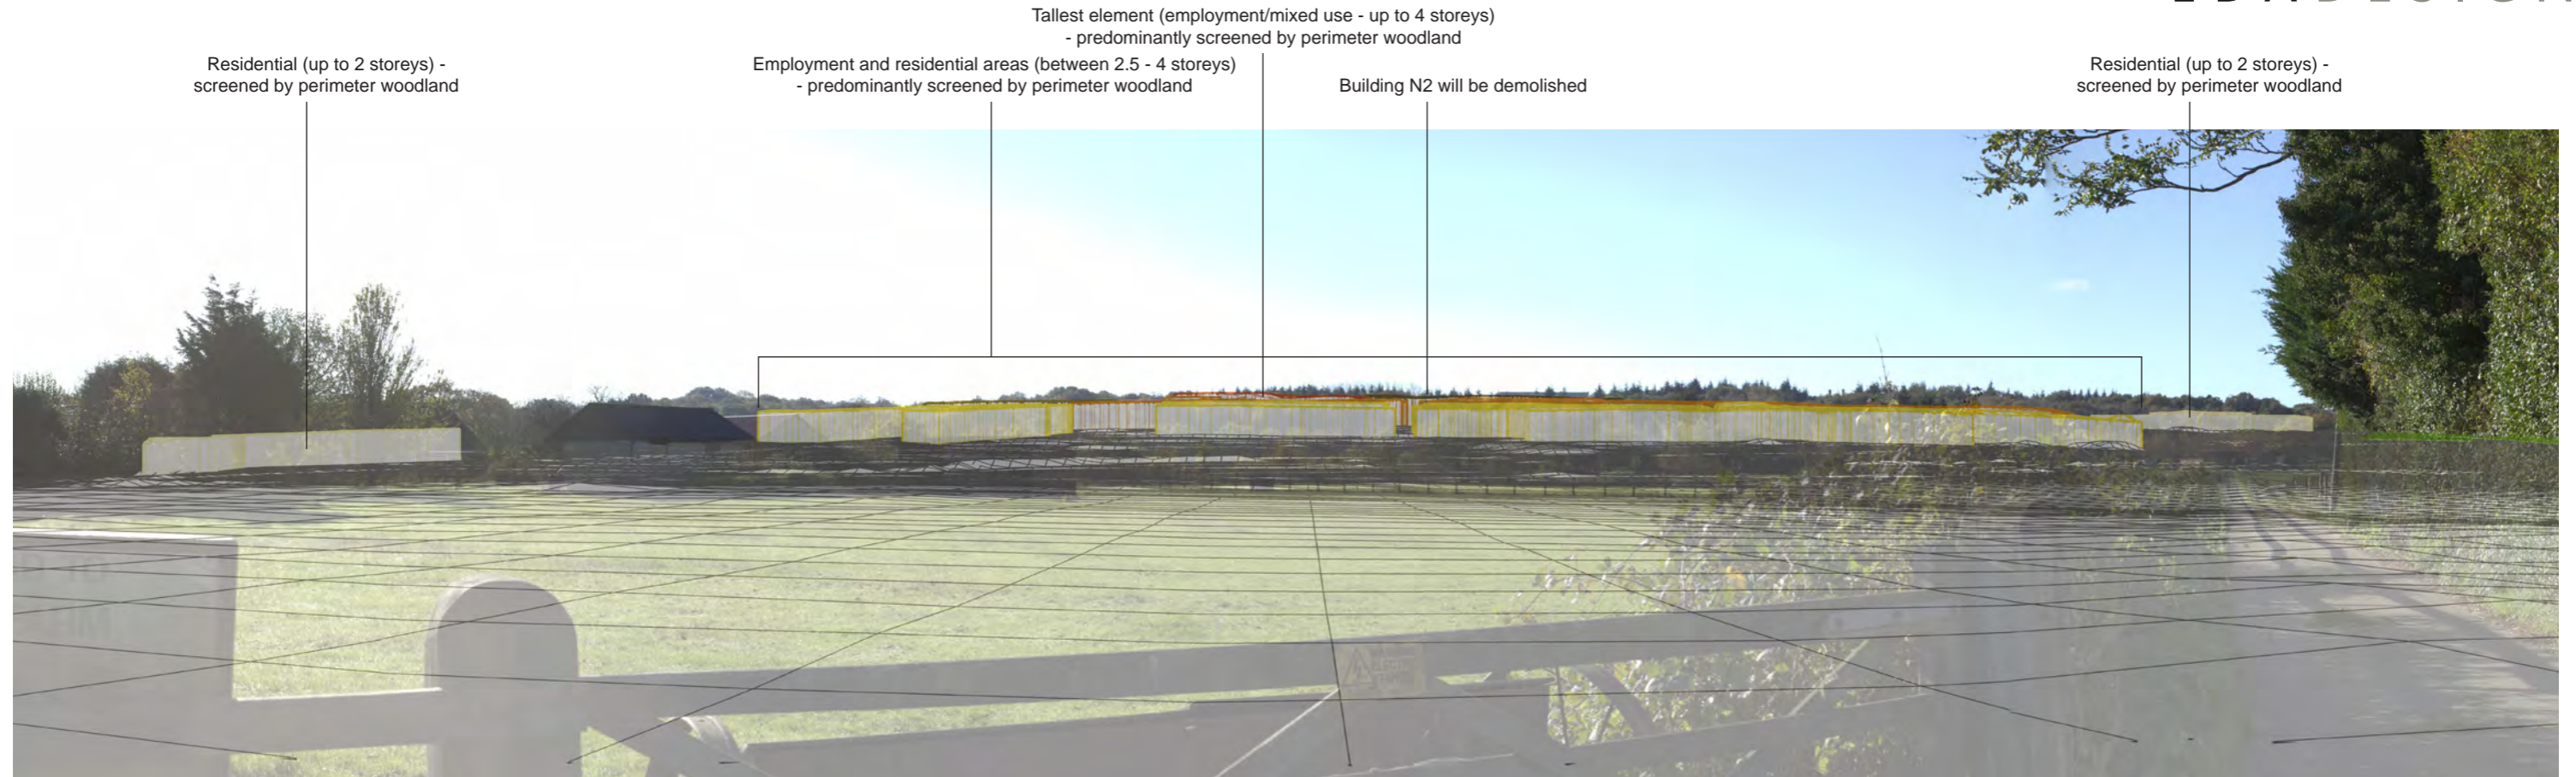 Tallest element (employment/mixed use - up to 4 storeys)
- predominantly screened by perimeter woodland
Residential (up to 2 storeys) -
screened by perimeter woodland
Employment and residential areas (between 2.5 - 4 storeys)
- predominantly screened by perimeter woodland
Building N2 will be demolished
Residential (up to 2 storeys) -
screened by perimeter woodland